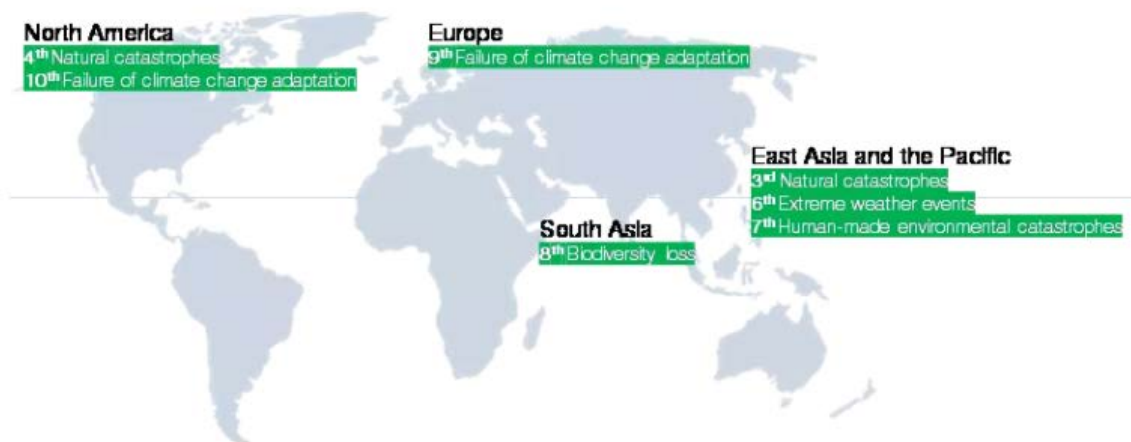 North America
4th Natural catastrophes
10th Failure of climate change adaptation
Europe
9th Failure of climate change adaptation
East Asia and the Pacific
3rd Natural catastrophes
6th Extreme weather events
7th Human-made environmental catastrophes
South Asia
8th Biodiversity loss